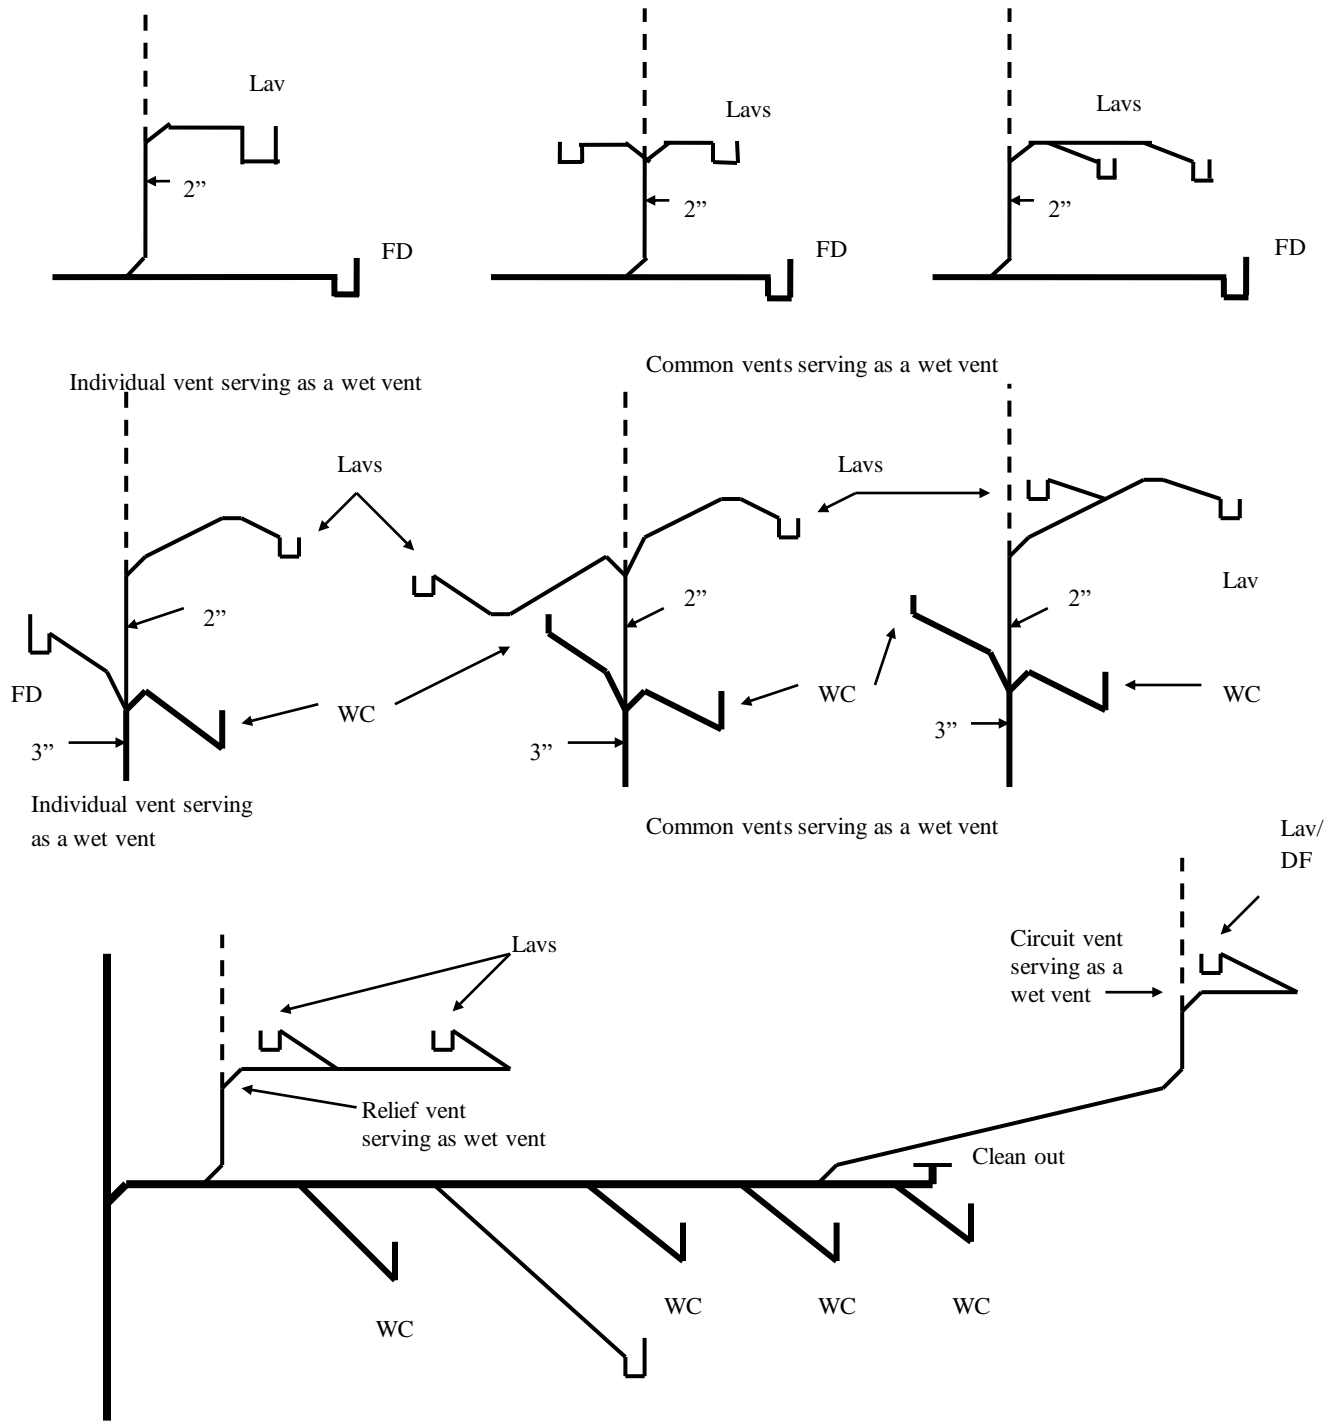 Lav
Lavs
Lavs
2”
2”
2”
FD
FD
FD
Individual vent serving as a wet vent
Common vents serving as a wet vent
Lavs
Lavs
2”
2”
2”
Lav
FD
WC
WC
WC
3”
3”
3”
Individual vent serving
as a wet vent
Common vents serving as a wet vent
Lav/
DF
Lavs
Circuit vent
serving as a
wet vent
Relief vent
serving as wet vent
Clean out
WC
WC
WC
WC